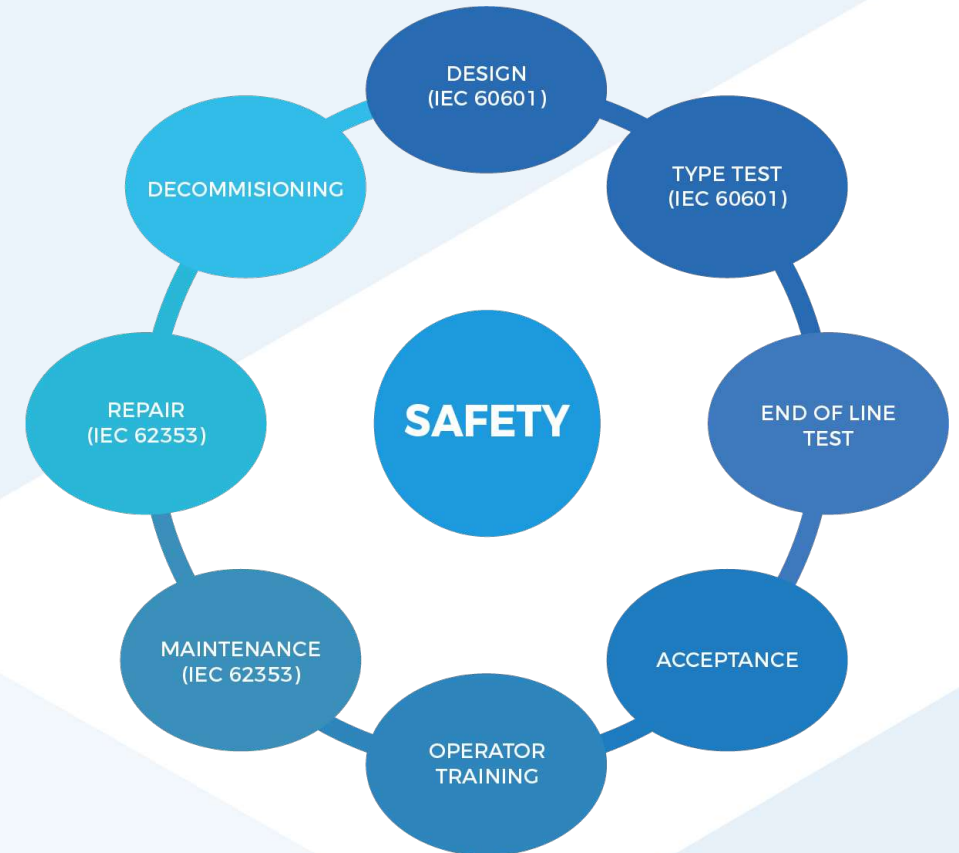 DESIGN
(IEC 60601)
TYPE TEST
(IEC 60601)
END OF LINE
TEST
ACCEPTANCE
OPERATOR
TRAINING
MAINTENANCE
(IEC 62353)
REPAIR
(IEC 62353)
DECOMMISIONING
SAFETY